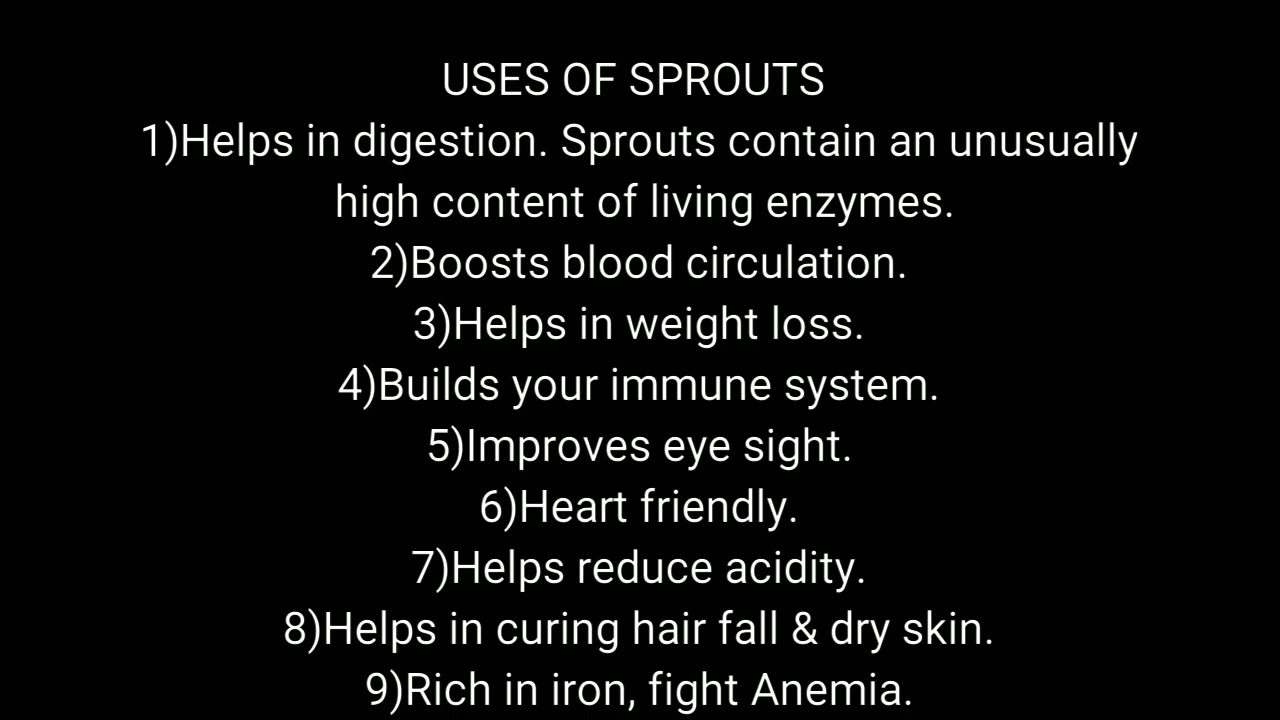 USES OF SPROUTS
1)Helps in digestion. Sprouts contain an unusually
high content of living enzymes.
2)Boosts blood circulation.
3)Helps in weight loss.
4)Builds your immune system.
5)Improves eye sight.
6)Heart friendly.
7)Helps reduce acidity.
8)Helps in curing hair fall & dry skin.
9)Rich in iron, fight Anemia.